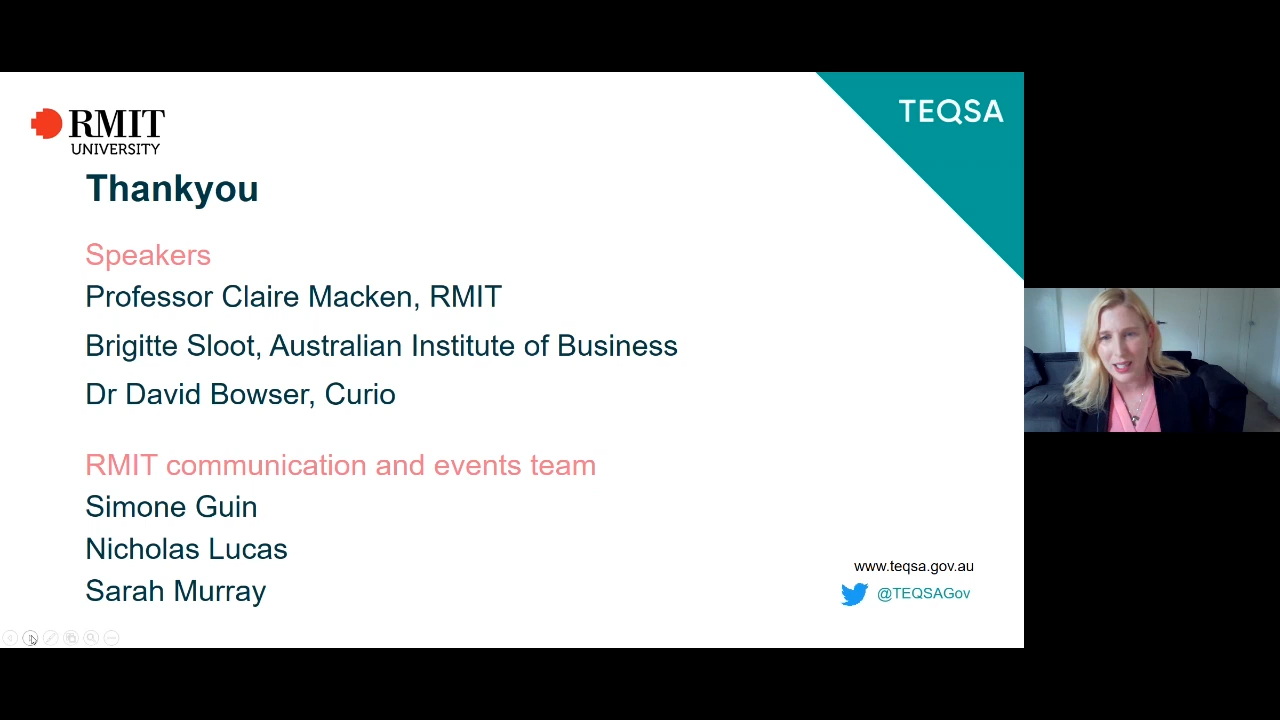 RMIT
UNIVERSITY
TEQSA
Thankyou
Speakers
Professor Claire Macken, RMIT
Brigitte Sloot, Australian Institute of Business
Dr David Bowser, Curio
RMIT communication and events team
Simone Guin
Nicholas Lucas
Sarah Murray
www.teqsa.gov.au
@TEQSAGov